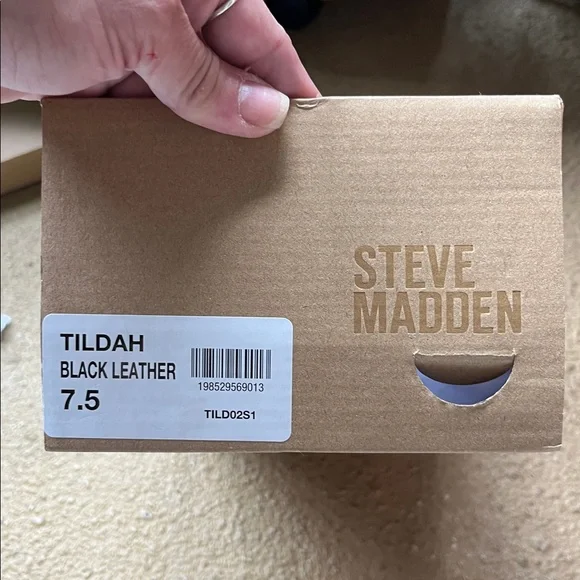 STEVE
MADDEN
TILDAH
BLACK LEATHER
7.5
198529569013
TILD02S1